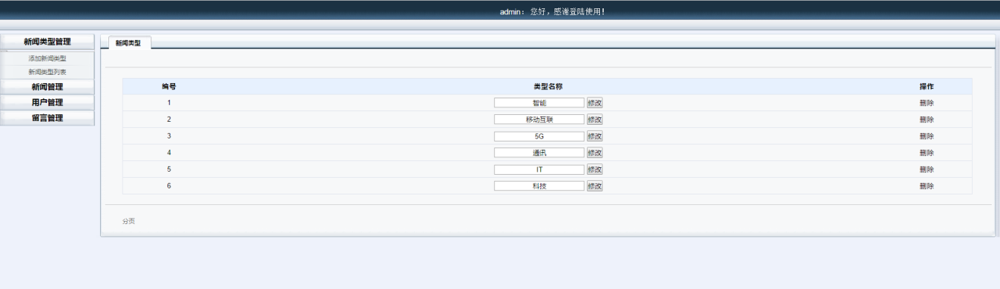 admin：您好，感谢登陆使用！
新闻类型管理
添加新闻类型
新闻类型列表
新闻管理
用户管理
留言管理
新闻类型
编号 类型名称 操作
1 智能 修改 删除
2 移动互联 修改 删除
3 5G 修改 删除
4 通讯 修改 删除
5 IT 修改 删除
6 科技 修改 删除
分页